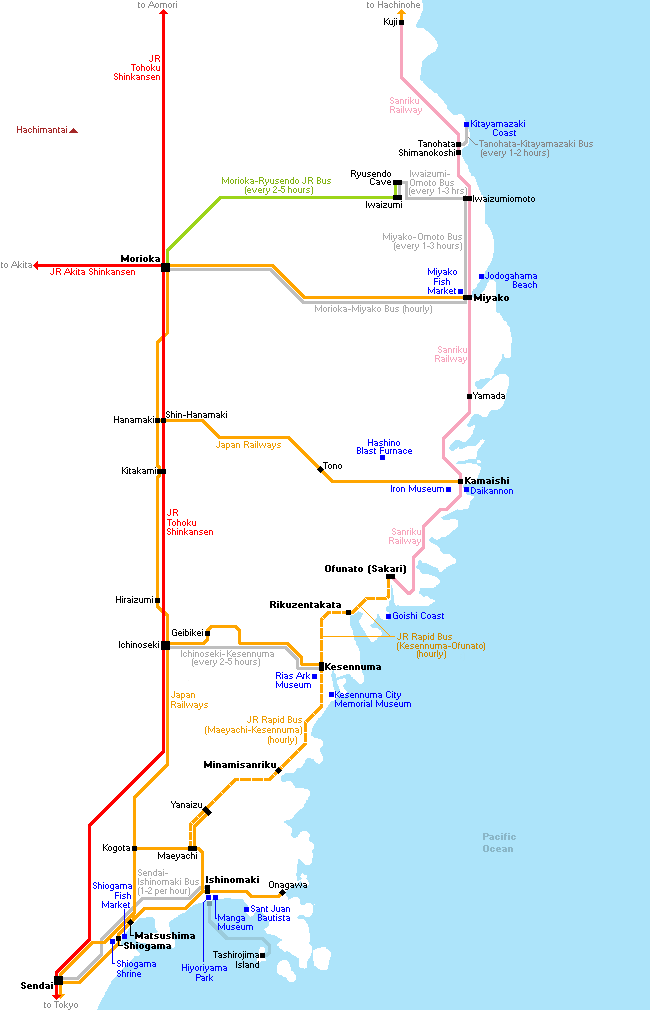 to Aomori
to Hachinohe
Kuji
JR
Tohoku
Shinkansen
Sanriku
Railway
Hachimantai
Kitayamazaki
Coast
Tanohata
Shimanokoshi
Tanohata-Kitayamazaki Bus
(every 1-2 hours)
Ryusendo
Cave
Iwaizumi-
Omoto Bus
(every 1-3 hrs)
Morioka-Ryusendo JR Bus
(every 2-5 hours)
Iwaizumi
Iwaizumiomoto
Miyako-Omoto Bus
(every 1-3 hours)
Morioka
to Akita
JR Akita Shinkansen
Miyako
Fish
Market
Jodogahama
Beach
Miyako
Morioka-Miyako Bus (hourly)
Sanriku
Railway
Yamada
Hanamaki
Shin-Hanamaki
Japan Railways
Hashino
Blast Furnace
Tono
Kitakami
Kamaishi
Iron Museum
Daikannon
JR
Tohoku
Shinkansen
Sanriku
Railway
Ofunato (Sakari)
Hiraizumi
Rikuzentakata
Goishi Coast
Geibikei
JR Rapid Bus
(Kesennuma-Ofunato)
(hourly)
Ichinoseki
Ichinoseki-Kesennuma
(every 2-5 hours)
Kesennuma
Rias Ark
Museum
Kesennuma City
Memorial Museum
Japan
Railways
JR Rapid Bus
(Maeyachi-Kesennuma)
(hourly)
Minamisanriku
Yanaizu
Pacific
Ocean
Kogota
Maeyachi
Sendai-
Ishinomaki Bus
(1-2 per hour)
Ishinomaki
Onagawa
Shiogama
Fish
Market
Sant Juan
Bautista
Manga
Museum
Matsushima
Shiogama
Shiogama
Shrine
Hiyoriyama
Park
Tashirojima
Island
Sendai
to Tokyo